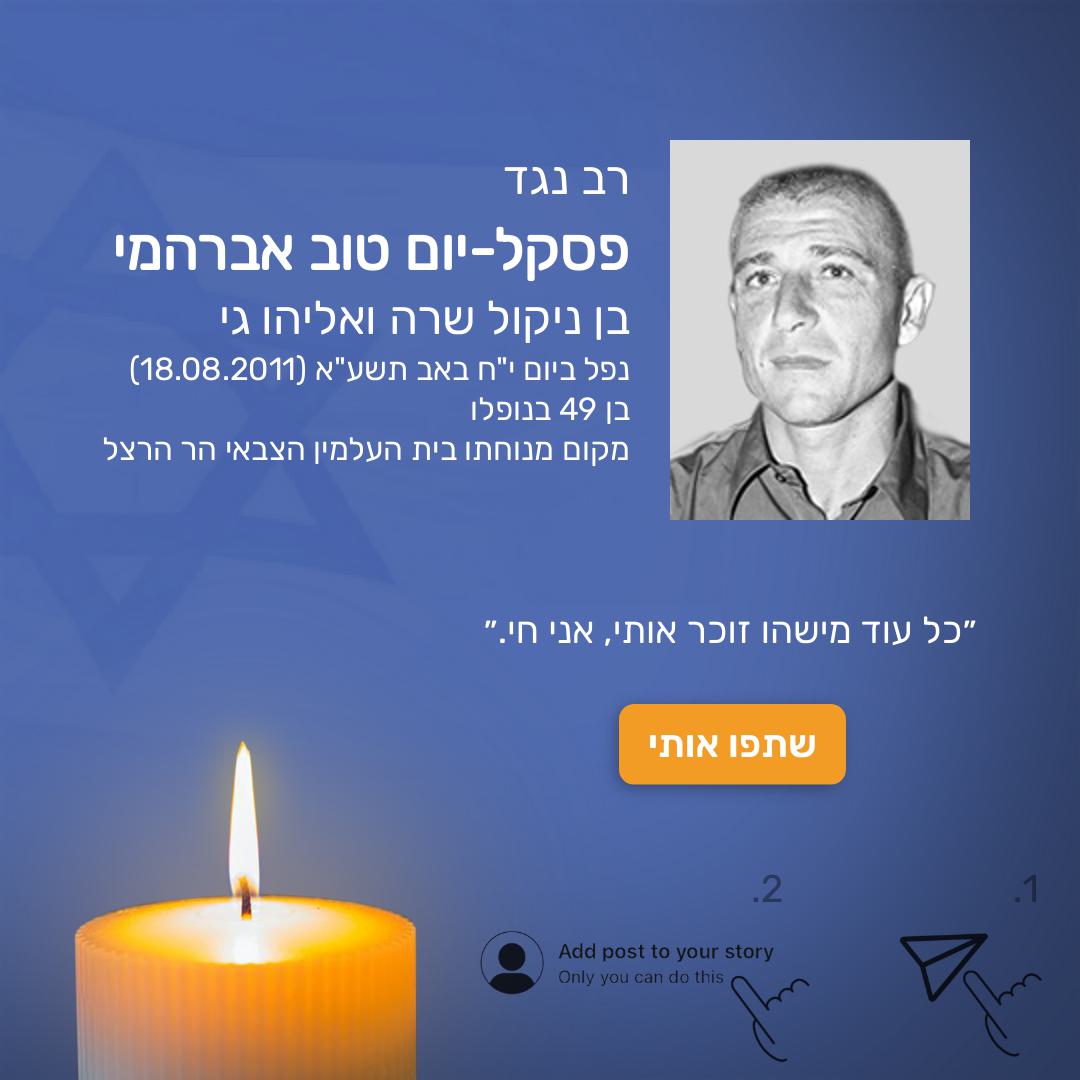 רב נגד
פסקל-יום טוב אברהמי
בן ניקול שרה ואליהו גי
נפל ביום י"ח באב תשע"א (18.08.2011)
בן 49 בנופלו
מקום מנוחתו בית העלמין הצבאי הר הרצל
״כל עוד מישהו זוכר אותי, אני חי.״
שתפו אותי
.1
.2
Add post to your story
Only you can do this